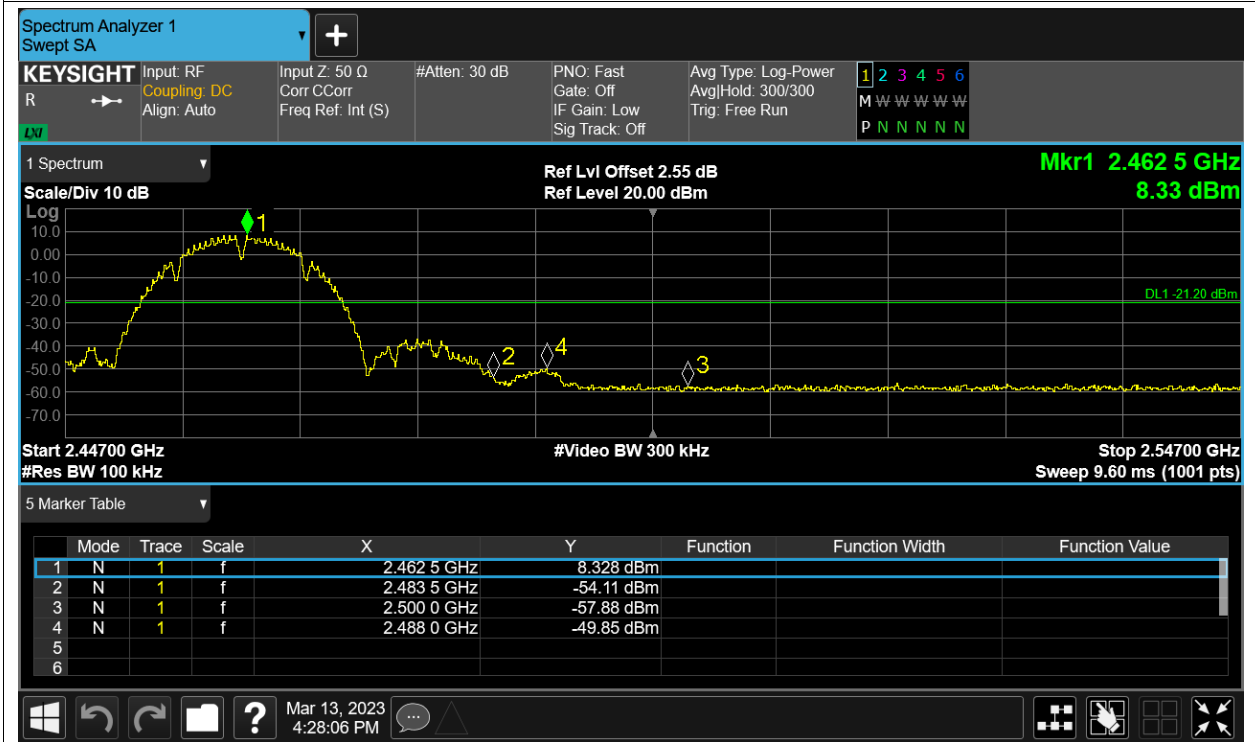 Spectrum Analyzer 1
Swept SA
+
KEYSIGHT
R
LXI
Input: RF
Coupling: DC
Align: Auto
Input Z: 50 Ω
Corr CCorr
Freq Ref: Int (S)
#Atten: 30 dB
PNO: Fast
Gate: Off
IF Gain: Low
Sig Track: Off
Avg Type: Log-Power
Avg|Hold: 300/300
Trig: Free Run
1 2 3 4 5 6
M W W W W W
P N N N N N
1 Spectrum
Scale/Div 10 dB
Ref Lvl Offset 2.55 dB
Ref Level 20.00 dBm
Mkr1 2.462 5 GHz
8.33 dBm
Log
10.0
0.00
-10.0
-20.0
-30.0
-40.0
-50.0
-60.0
-70.0
1
2
4
3
DL1 -21.20 dBm
Start 2.44700 GHz
#Res BW 100 kHz
#Video BW 300 kHz
Stop 2.54700 GHz
Sweep 9.60 ms (1001 pts)
5 Marker Table
Mode Trace Scale X Y Function Function Width Function Value
1 N 1 f 2.462 5 GHz 8.328 dBm
2 N 1 f 2.483 5 GHz -54.11 dBm
3 N 1 f 2.500 0 GHz -57.88 dBm
4 N 1 f 2.488 0 GHz -49.85 dBm
5
6
?
Mar 13, 2023
4:28:06 PM